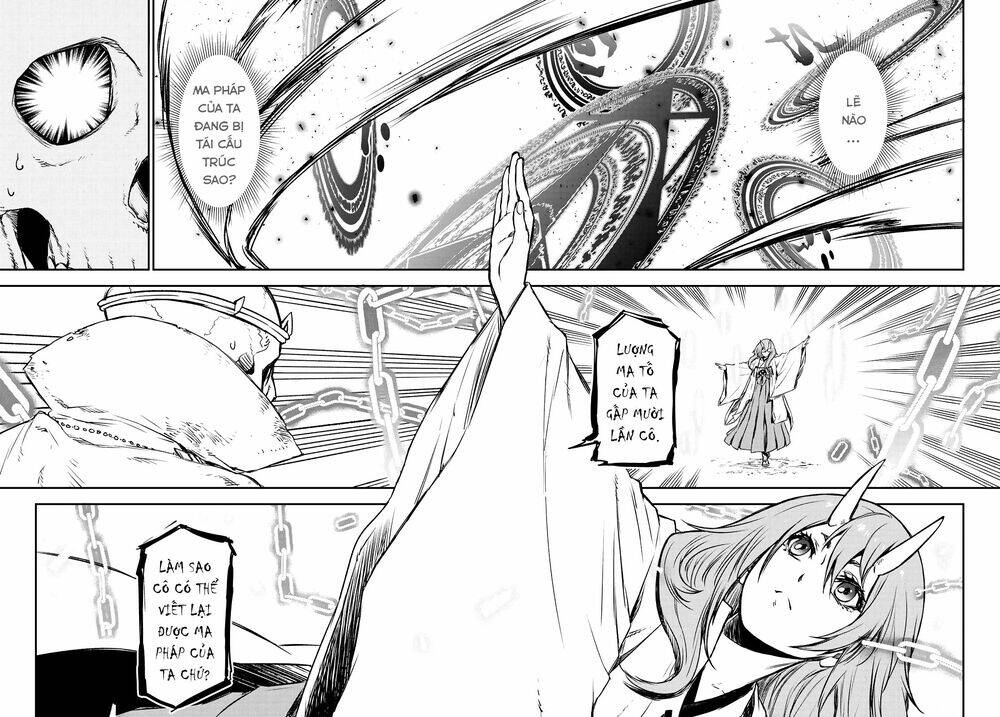 LẼ
NÀO
...
MA PHÁP
CỦA TA
ĐANG BỊ
TÁI CẤU
TRÚC
SAO?
LƯỢNG
MA TỐ
CỦA TA
GẤP MƯỜI
LẦN CÔ.
LÀM SAO
CÔ CÓ THỂ
VIẾT LẠI
ĐƯỢC MA
PHÁP CỦA
TA CHỨ?